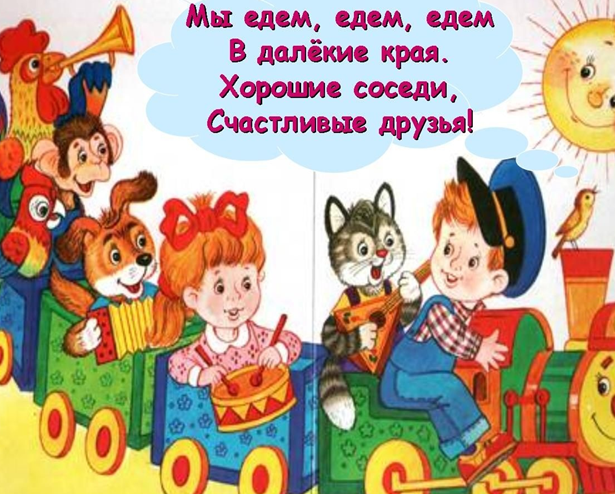 Мы едем, едем, едем
В далёкие края.
Хорошие соседи,
Счастливые друзья!